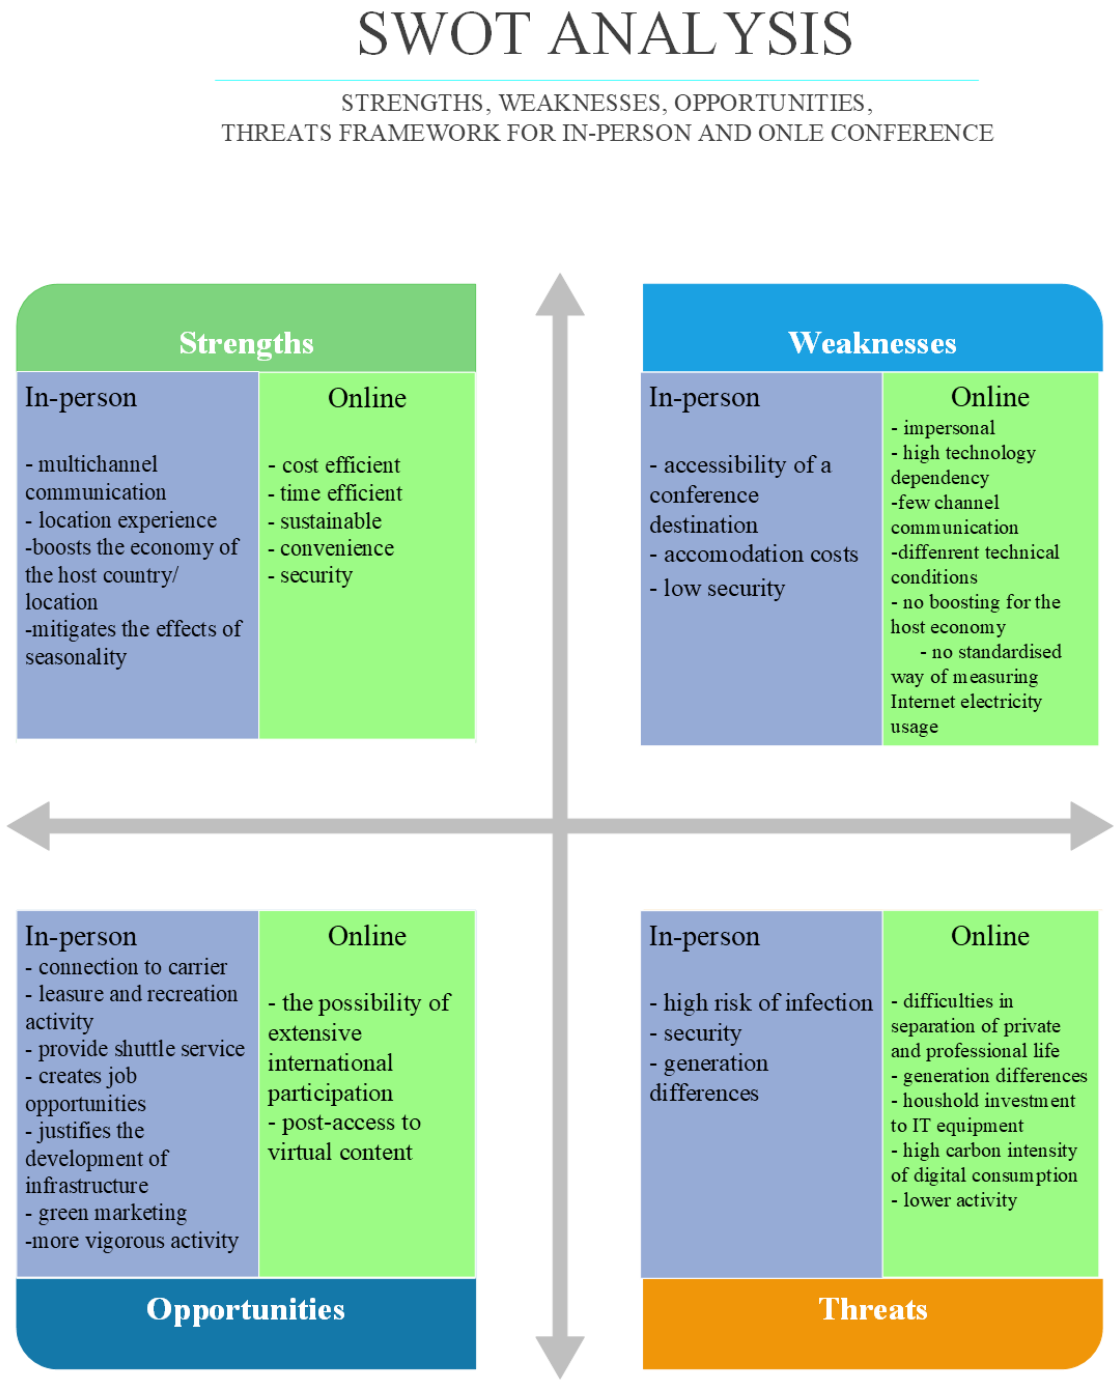 SWOT ANALYSIS
STRENGTHS, WEAKNESSES, OPPORTUNITIES,
THREATS FRAMEWORK FOR IN-PERSON AND ONLE CONFERENCE
Strengths
In-person
- multichannel
communication
- location experience
-boosts the economy of
the host country/
location
-mitigates the effects of
seasonality
Online
- cost efficient
- time efficient
- sustainable
- convenience
- security
Weaknesses
In-person
- accessibility of a
conference
destination
- accomodation costs
- low security
Online
- impersonal
- high technology
dependency
-few channel
communication
-diffenrent technical
conditions
- no boosting for the
host economy
- no standardised
way of measuring
Internet electricity
usage
In-person
- connection to carrier
- leasure and recreation
activity
- provide shuttle service
- creates job
opportunities
- justifies the
development of
infrastructure
- green marketing
-more vigorous activity
Online
- the possibility of
extensive
international
participation
- post-access to
virtual content
Opportunities
In-person
- high risk of infection
- security
- generation
differences
Online
- difficulties in
separation of private
and professional life
- generation differences
- houshold investment
to IT equipment
- high carbon intensity
of digital consumption
- lower activity
Threats